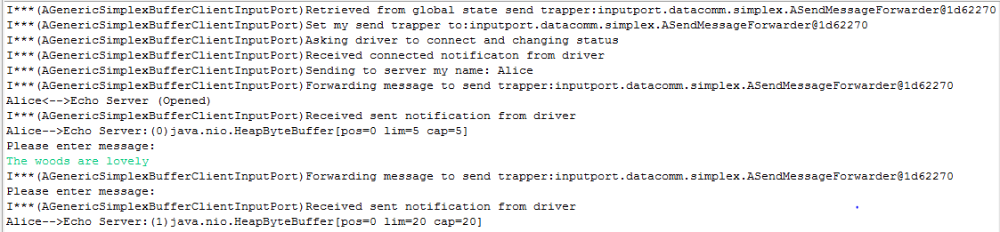 I***(AGenericSimplexBufferClientInputPort)Retrieved from global state send trapper:inputport.datacomm.simplex.ASendMessageForwarder@1d62270
I***(AGenericSimplexBufferClientInputPort)Set my send trapper to:inputport.datacomm.simplex.ASendMessageForwarder@1d62270
I***(AGenericSimplexBufferClientInputPort)Asking driver to connect and changing status
I***(AGenericSimplexBufferClientInputPort)Received connected notificaton from driver
I***(AGenericSimplexBufferClientInputPort)Sending to server my name: Alice
I***(AGenericSimplexBufferClientInputPort)Forwarding message to send trapper:inputport.datacomm.simplex.ASendMessageForwarder@1d62270
Alice<-->Echo Server (Opened)
I***(AGenericSimplexBufferClientInputPort)Received sent notification from driver
Alice-->Echo Server:(0)java.nio.HeapByteBuffer[pos=0 lim=5 cap=5]
Please enter message:
The woods are lovely
I***(AGenericSimplexBufferClientInputPort)Forwarding message to send trapper:inputport.datacomm.simplex.ASendMessageForwarder@1d62270
Please enter message:
I***(AGenericSimplexBufferClientInputPort)Received sent notification from driver
Alice-->Echo Server:(1)java.nio.HeapByteBuffer[pos=0 lim=20 cap=20]